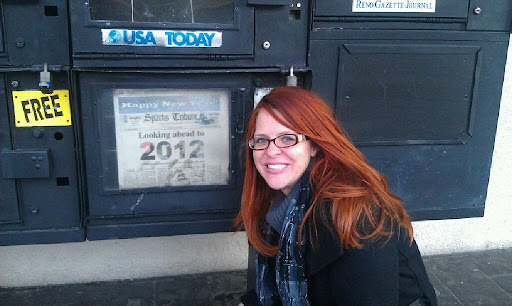 USA TODAY
RENO GAZETTE-JOURNAL
FREE
Happy New Year
Sparks Tribune
Looking ahead to
2012